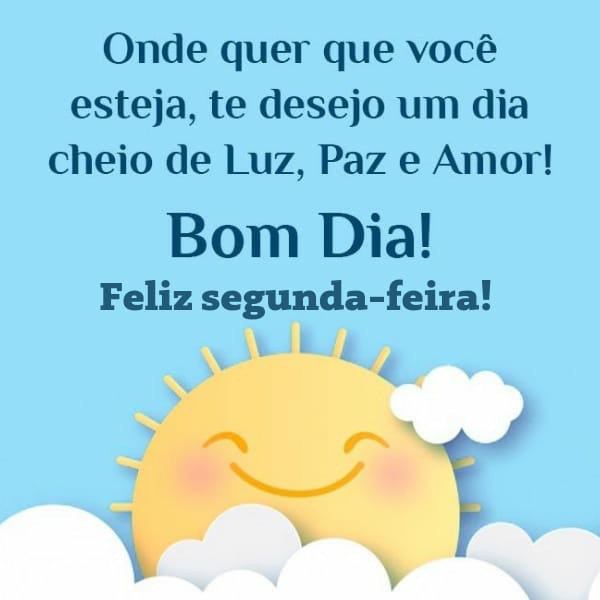 Onde quer que você
esteja, te desejo um dia
cheio de Luz, Paz e Amor!
Bom Dia!
Feliz segunda-feira!